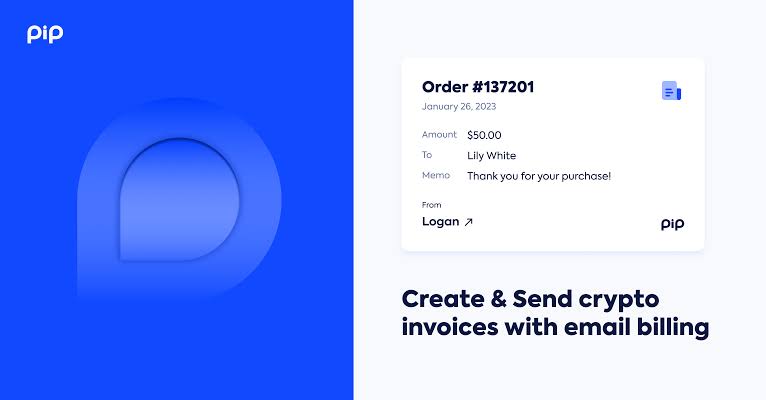 pip
Order #137201
January 26, 2023
Amount $50.00
To Lily White
Memo Thank you for your purchase!
From
Logan ↗
pip
Create & Send crypto
invoices with email billing